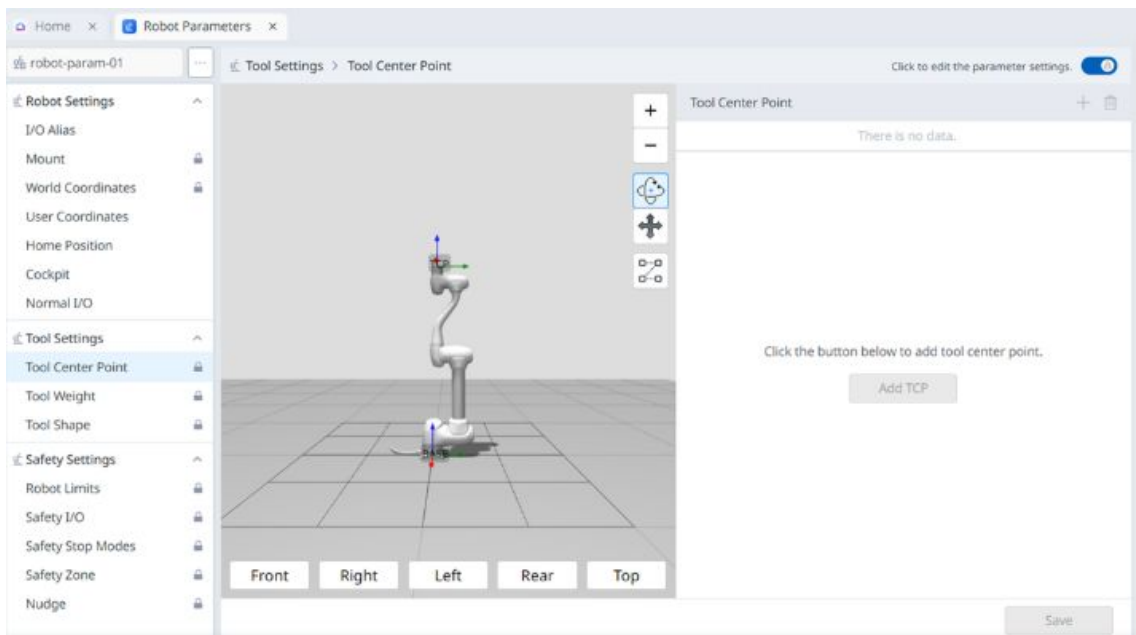 Home × Robot Parameters ×
robot-param-01 ...
Tool Settings > Tool Center Point
Click to edit the parameter settings.
Robot Settings
I/O Alias
Mount
World Coordinates
User Coordinates
Home Position
Cockpit
Normal I/O
Tool Settings
Tool Center Point
Tool Weight
Tool Shape
Safety Settings
Robot Limits
Safety I/O
Safety Stop Modes
Safety Zone
Nudge
BASE
Front Right Left Rear Top
Tool Center Point
There is no data.
Click the button below to add tool center point.
Add TCP
Save